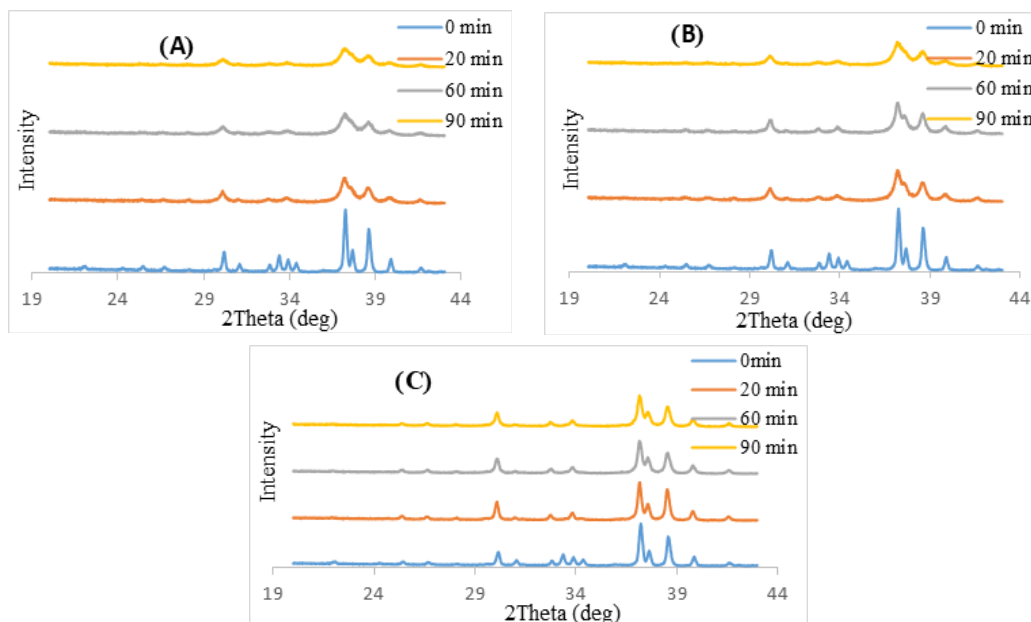 (A)
0 min
20 min
60 min
90 min
Intensity
19
24
29
34
39
44
2Theta (deg)
(B)
0 min
20 min
60 min
90 min
Intensity
19
24
29
34
39
44
2Theta (deg)
(C)
0min
20 min
60 min
90 min
Intensity
19
24
29
34
39
44
2Theta (deg)